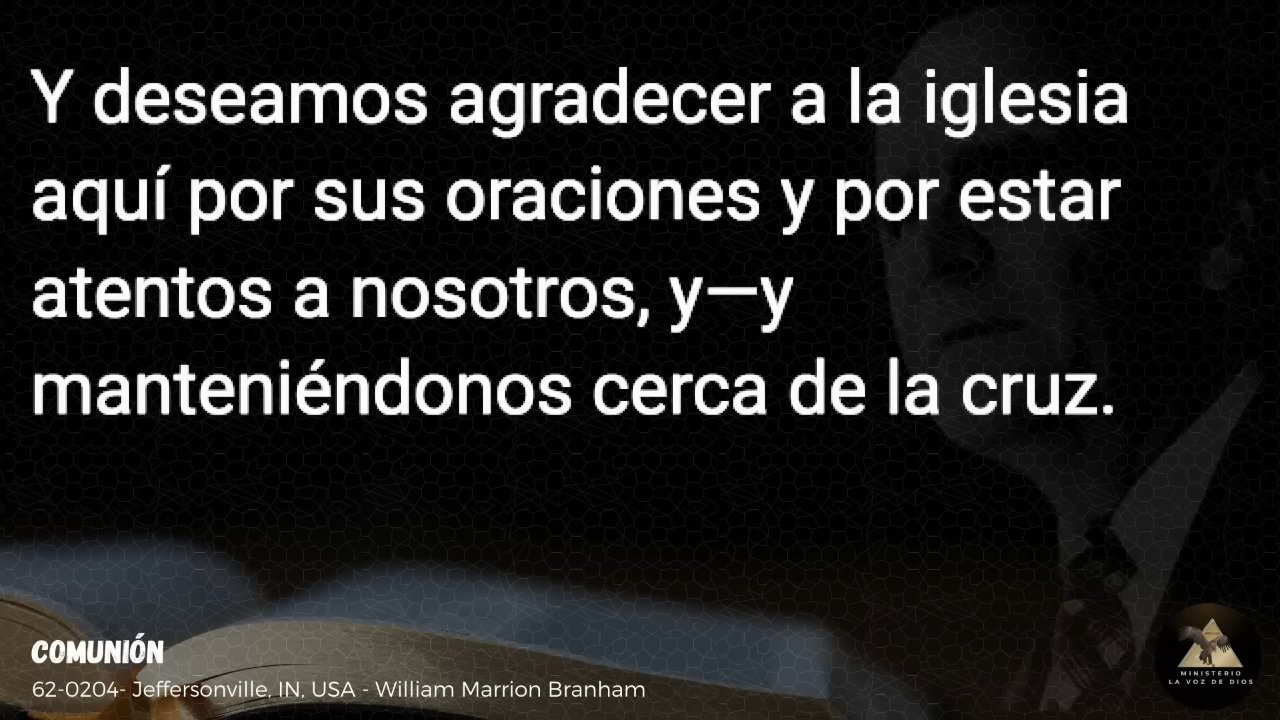 Y deseamos agradecer a la iglesia
aquí por sus oraciones y por estar
atentos a nosotros, y—y
manteniéndonos cerca de la cruz.
COMUNIÓN
62-0204- Jeffersonville, IN, USA - William Marrion Branham
MINISTERIO
LA VOZ DE DIOS